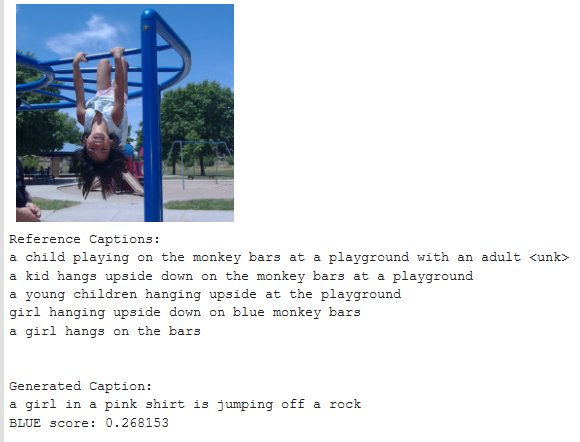 Reference Captions:
a child playing on the monkey bars at a playground with an adult <unk>
a kid hangs upside down on the monkey bars at a playground
a young children hanging upside at the playground
girl hanging upside down on blue monkey bars
a girl hangs on the bars
Generated Caption:
a girl in a pink shirt is jumping off a rock
BLUE score: 0.268153